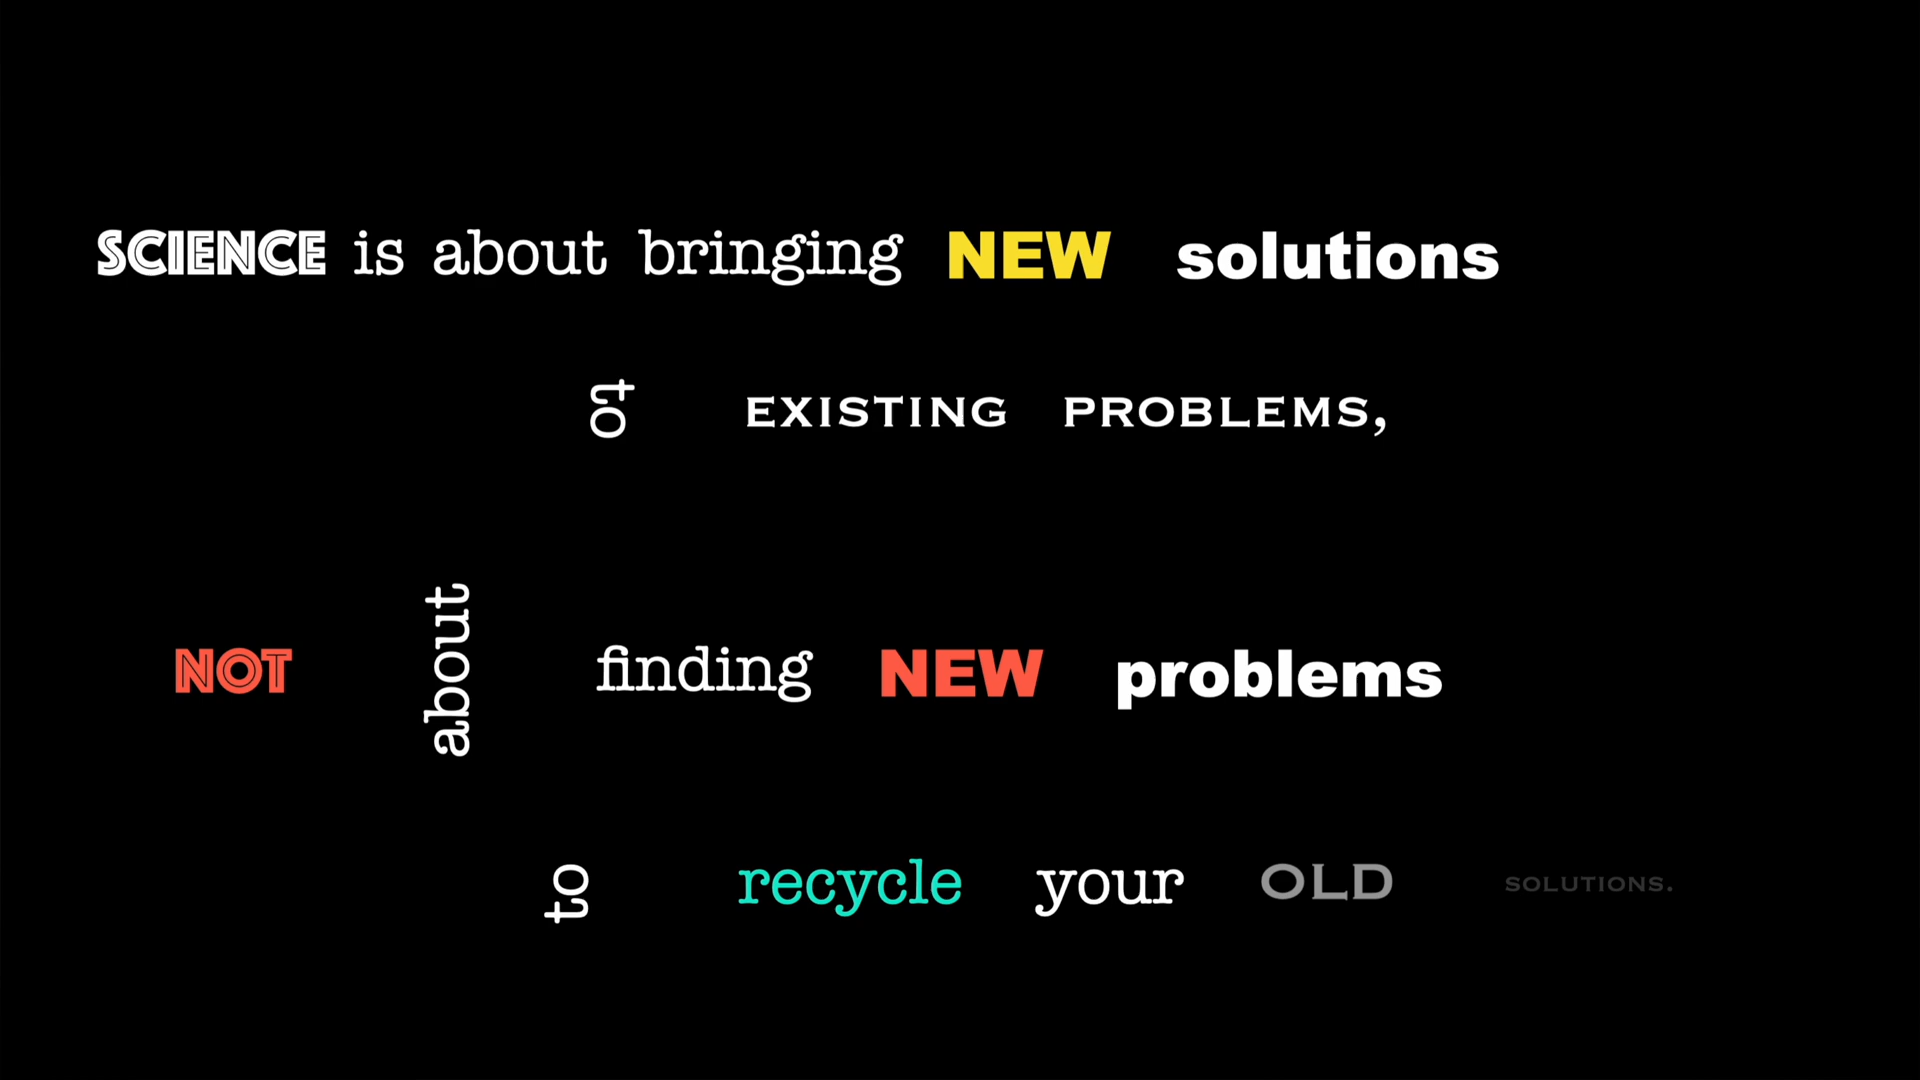 SCIENCE is about bringing NEW solutions
to EXISTING PROBLEMS,
NOT about finding NEW problems
to recycle your OLD SOLUTIONS.